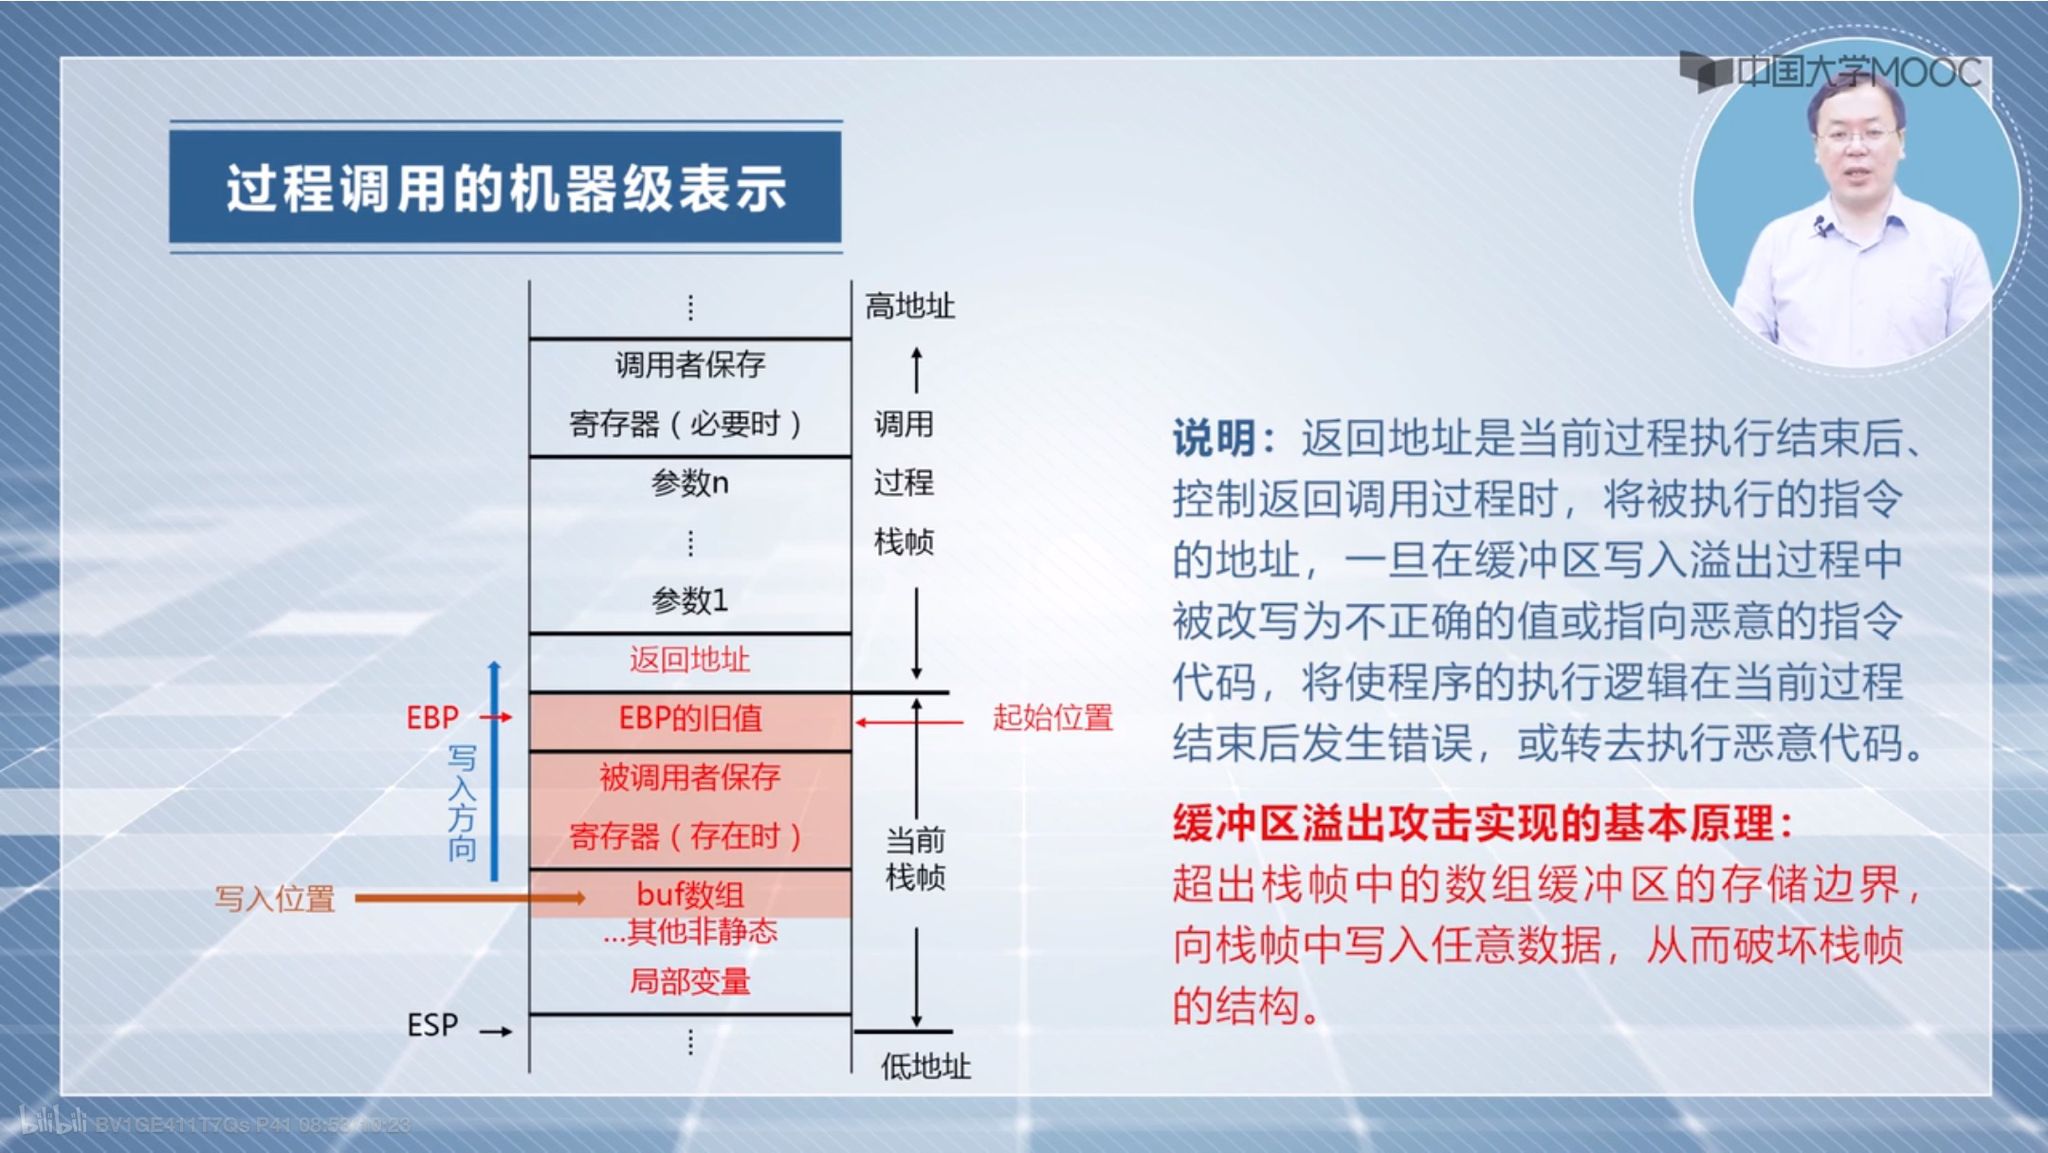 中国大学MOOC
过程调用的机器级表示
⋮
高地址
调用者保存
寄存器（必要时）
参数n
⋮
参数1
调用
过程
栈帧
返回地址
EBP
EBP的旧值
起始位置
写入方向
被调用者保存
寄存器（存在时）
当前
栈帧
写入位置
buf数组
...其他非静态
局部变量
ESP
⋮
低地址
说明：返回地址是当前过程执行结束后、
控制返回调用过程时，将被执行的指令
的地址，一旦在缓冲区写入溢出过程中
被改写为不正确的值或指向恶意的指令
代码，将使程序的执行逻辑在当前过程
结束后发生错误，或转去执行恶意代码。
缓冲区溢出攻击实现的基本原理：
超出栈帧中的数组缓冲区的存储边界，
向栈帧中写入任意数据，从而破坏栈帧
的结构。
bilibili BV1GE411T7Qs P41